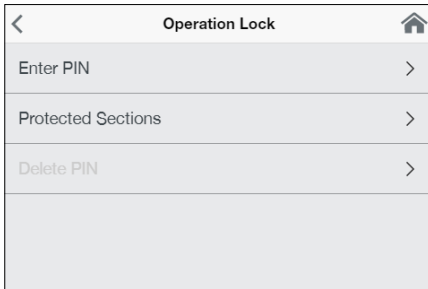 Operation Lock
Enter PIN
Protected Sections
Delete PIN